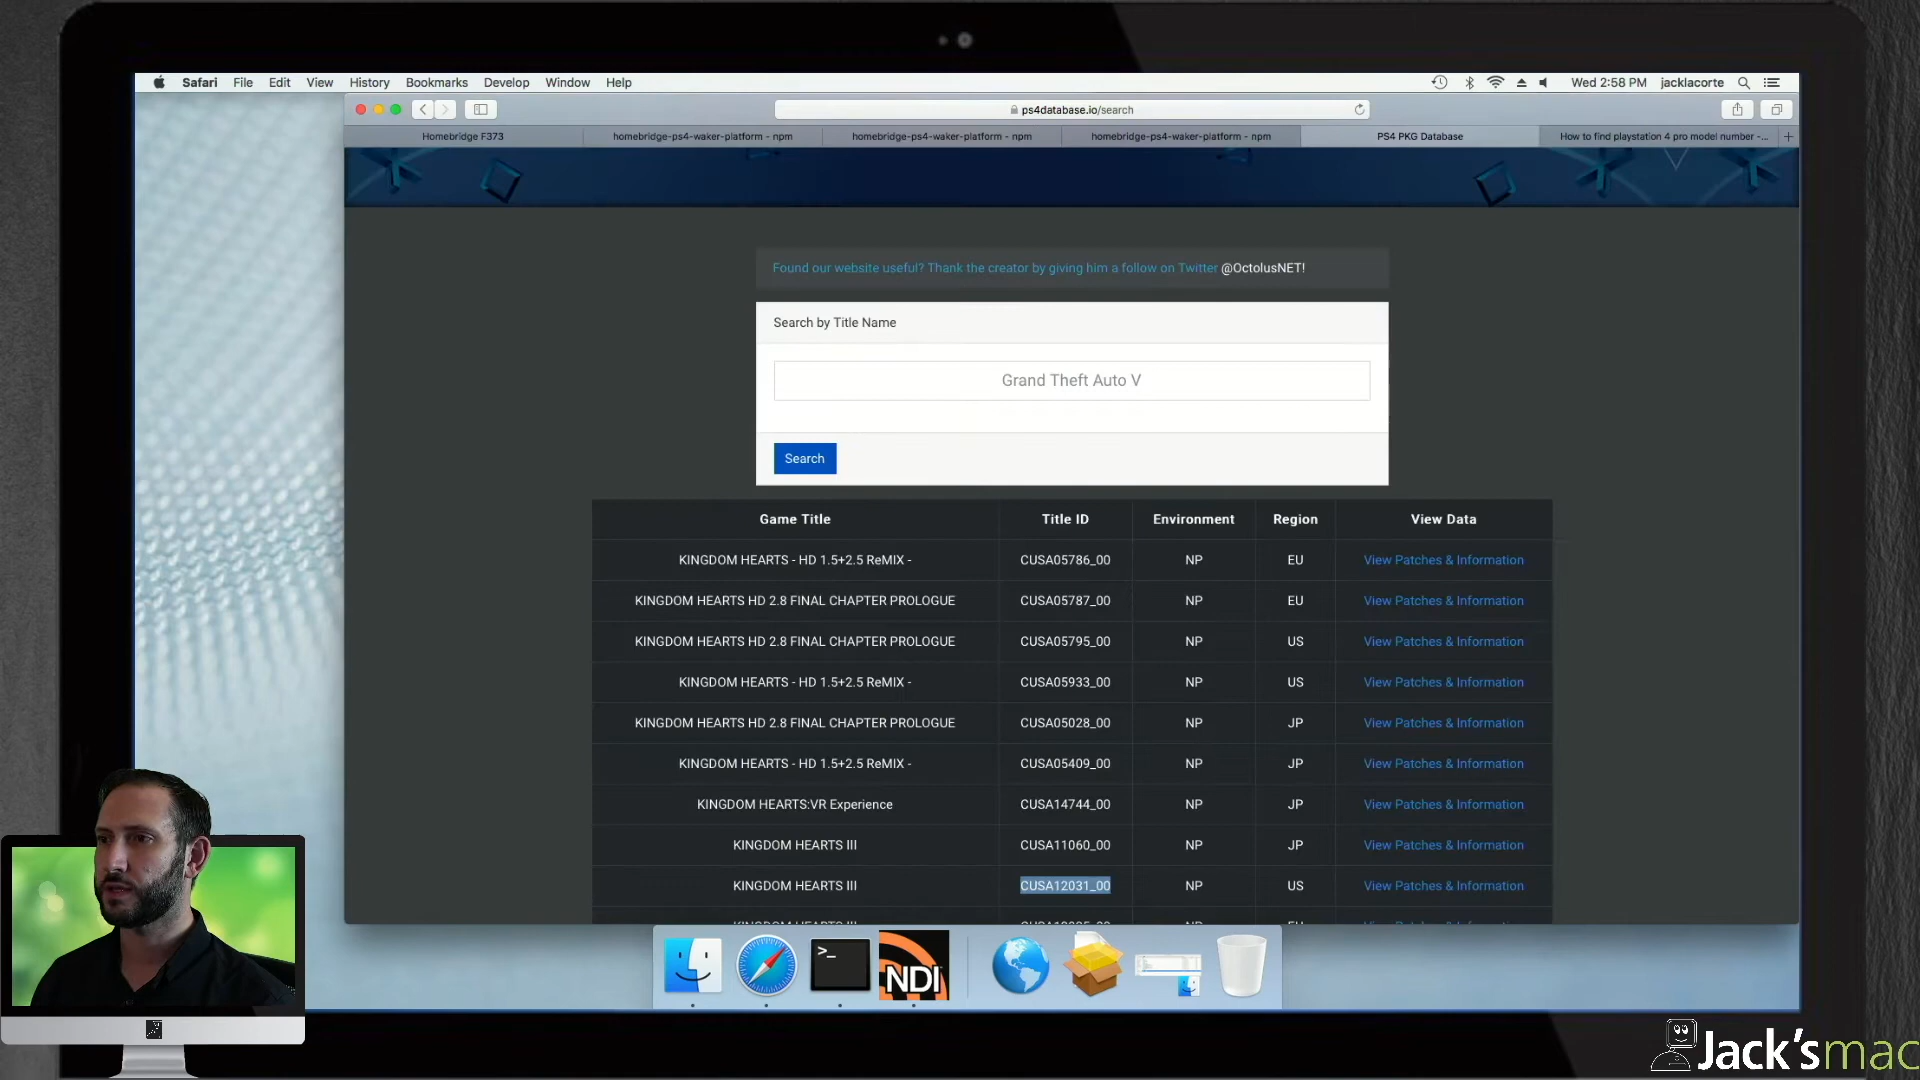 Safari File Edit View History Bookmarks Develop Window Help Wed 2:58 PM jacklacorte
ps4database.io/search
Homebridge F373 homebridge-ps4-waker-platform - npm homebridge-ps4-waker-platform - npm homebridge-ps4-waker-platform - npm PS4 PKG Database How to find playstation 4 pro model number -...
Found our website useful? Thank the creator by giving him a follow on Twitter @OctolusNET!
Search by Title Name
Grand Theft Auto V
Search
Game Title Title ID Environment Region View Data
KINGDOM HEARTS - HD 1.5+2.5 ReMIX - CUSA05786_00 NP EU View Patches & Information
KINGDOM HEARTS HD 2.8 FINAL CHAPTER PROLOGUE CUSA05787_00 NP EU View Patches & Information
KINGDOM HEARTS HD 2.8 FINAL CHAPTER PROLOGUE CUSA05795_00 NP US View Patches & Information
KINGDOM HEARTS - HD 1.5+2.5 ReMIX - CUSA05933_00 NP US View Patches & Information
KINGDOM HEARTS HD 2.8 FINAL CHAPTER PROLOGUE CUSA05028_00 NP JP View Patches & Information
KINGDOM HEARTS - HD 1.5+2.5 ReMIX - CUSA05409_00 NP JP View Patches & Information
KINGDOM HEARTS:VR Experience CUSA14744_00 NP JP View Patches & Information
KINGDOM HEARTS III CUSA11060_00 NP JP View Patches & Information
KINGDOM HEARTS III CUSA12031_00 NP US View Patches & Information
>_
NDI
Jack'smac